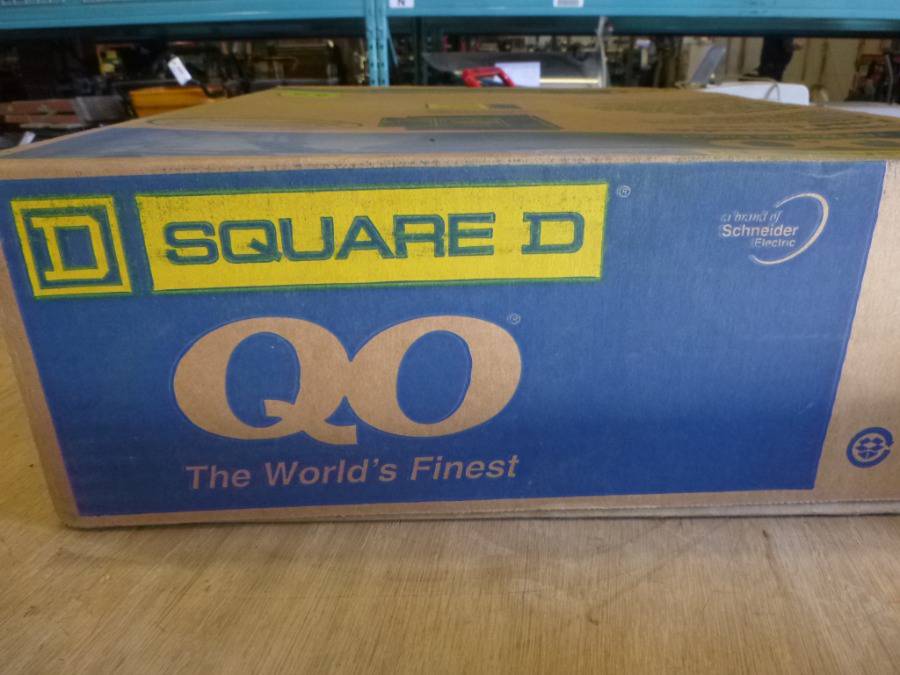 N
D
SQUARE D ®
a brand of
Schneider
Electric
QO ®
The World's Finest